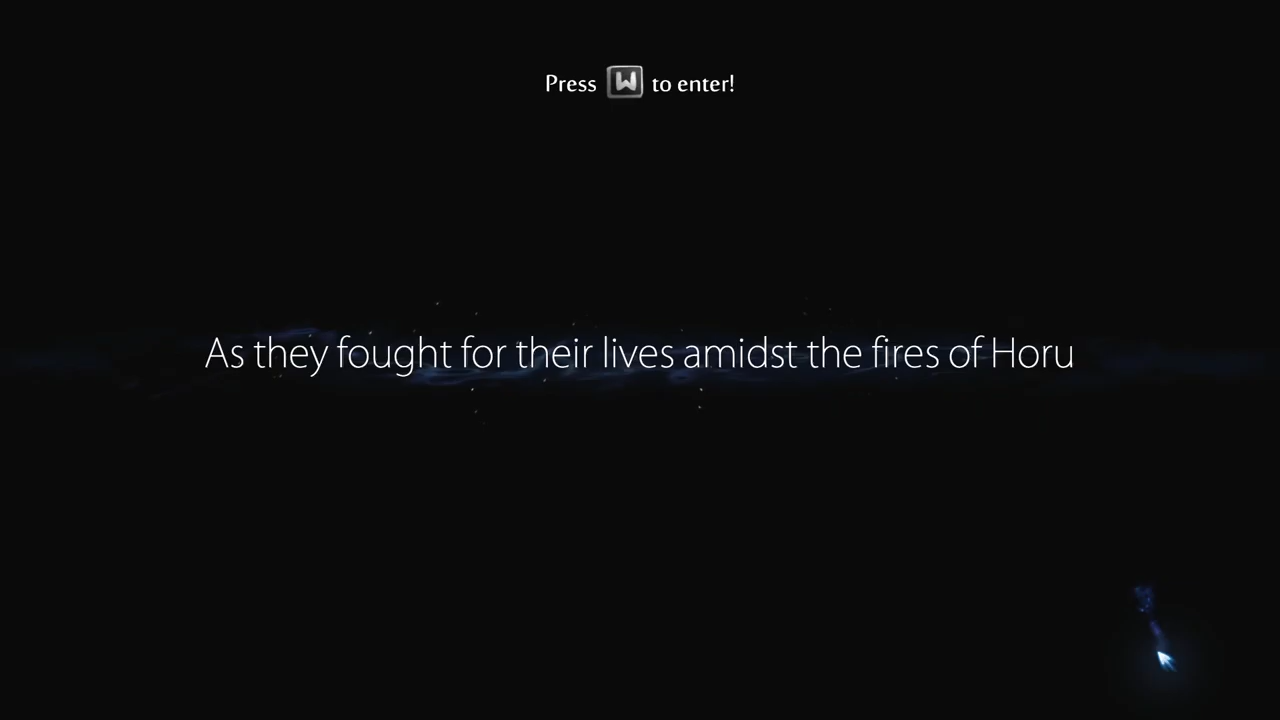 Press W to enter!
As they fought for their lives amidst the fires of Horu